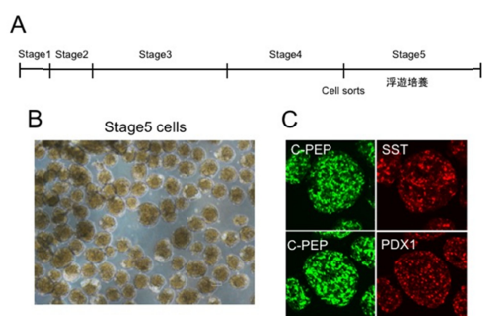 A
Stage1 Stage2 Stage3 Stage4 Stage5
Cell sorts 浮遊培養
B
Stage5 cells
C
C-PEP SST
C-PEP PDX1